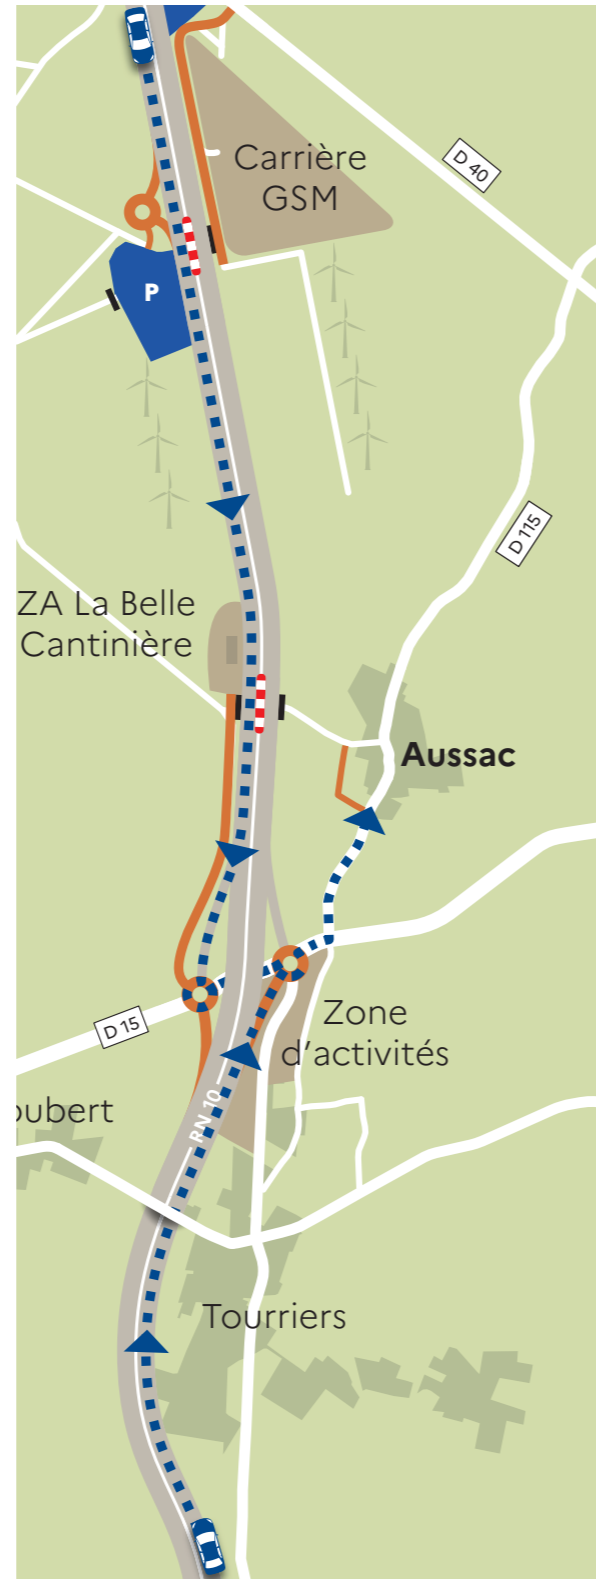 D 40
Carrière
GSM
P
D 115
ZA La Belle
Cantinière
Aussac
D 15
Zone
d'activités
oubert
RN 10
Tourriers